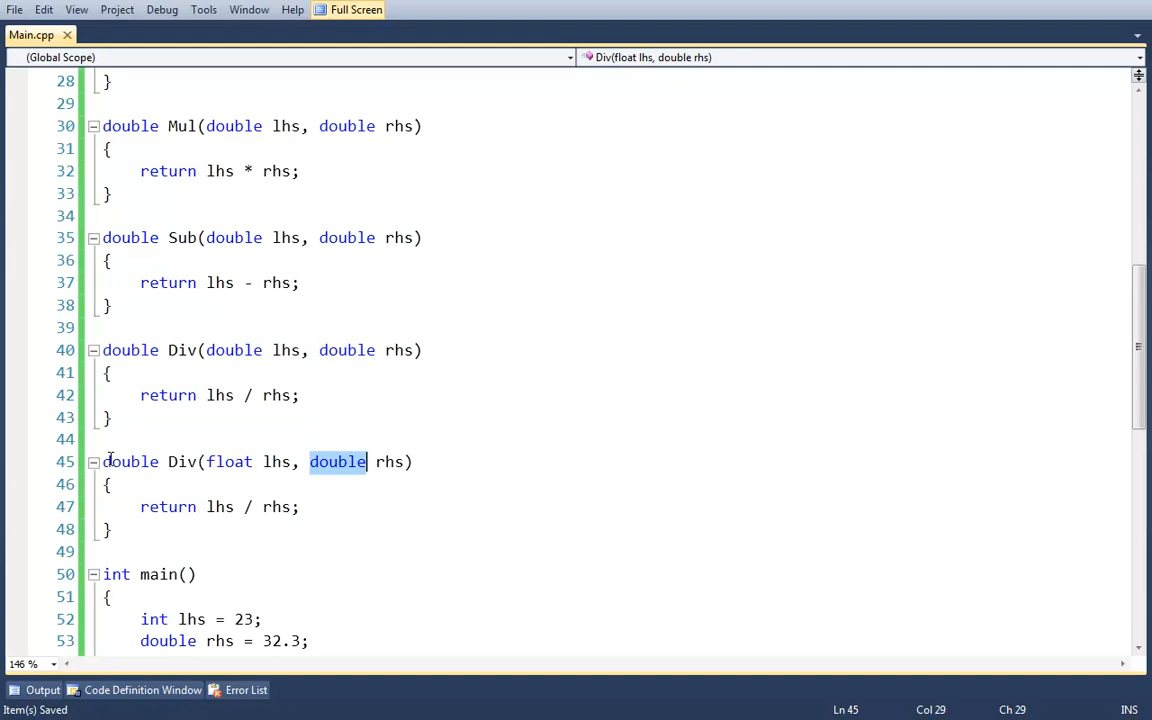 File Edit View Project Debug Tools Window Help Full Screen
Main.cpp
(Global Scope) Div(float lhs, double rhs)
28 }
29
30 double Mul(double lhs, double rhs)
31 {
32 return lhs * rhs;
33 }
34
35 double Sub(double lhs, double rhs)
36 {
37 return lhs - rhs;
38 }
39
40 double Div(double lhs, double rhs)
41 {
42 return lhs / rhs;
43 }
44
45 double Div(float lhs, double rhs)
46 {
47 return lhs / rhs;
48 }
49
50 int main()
51 {
52 int lhs = 23;
53 double rhs = 32.3;
146 %
Output Code Definition Window Error List
Item(s) Saved Ln 45 Col 29 Ch 29 INS